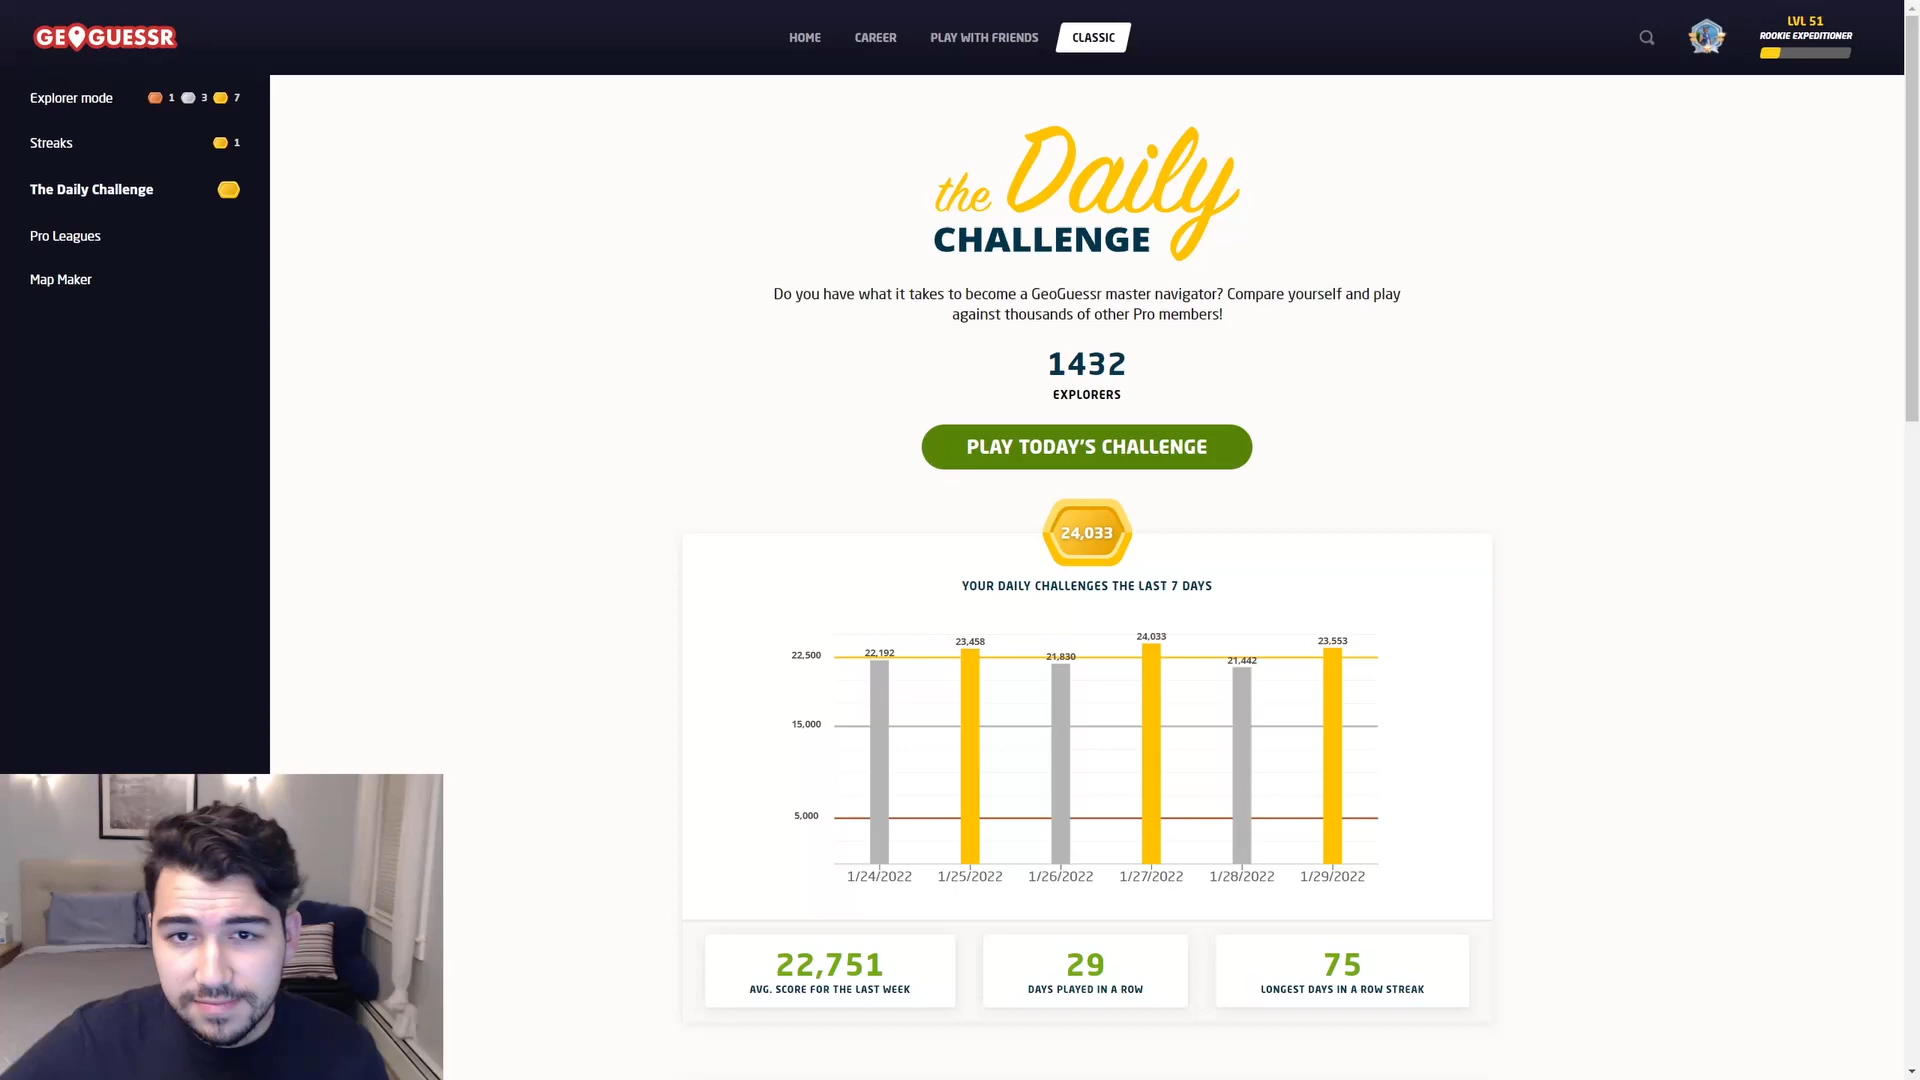 GEOGUESSR
HOME
CAREER
PLAY WITH FRIENDS
CLASSIC
LVL 51
ROOKIE EXPEDITIONER
Explorer mode 1 3 7
Streaks 1
The Daily Challenge
Pro Leagues
Map Maker
the Daily
CHALLENGE
Do you have what it takes to become a GeoGuessr master navigator? Compare yourself and play
against thousands of other Pro members!
1432
EXPLORERS
PLAY TODAY'S CHALLENGE
24,033
YOUR DAILY CHALLENGES THE LAST 7 DAYS
22,192
23,458
21,830
24,033
21,442
23,553
22,500
15,000
5,000
1/24/2022
1/25/2022
1/26/2022
1/27/2022
1/28/2022
1/29/2022
22,751
AVG. SCORE FOR THE LAST WEEK
29
DAYS PLAYED IN A ROW
75
LONGEST DAYS IN A ROW STREAK